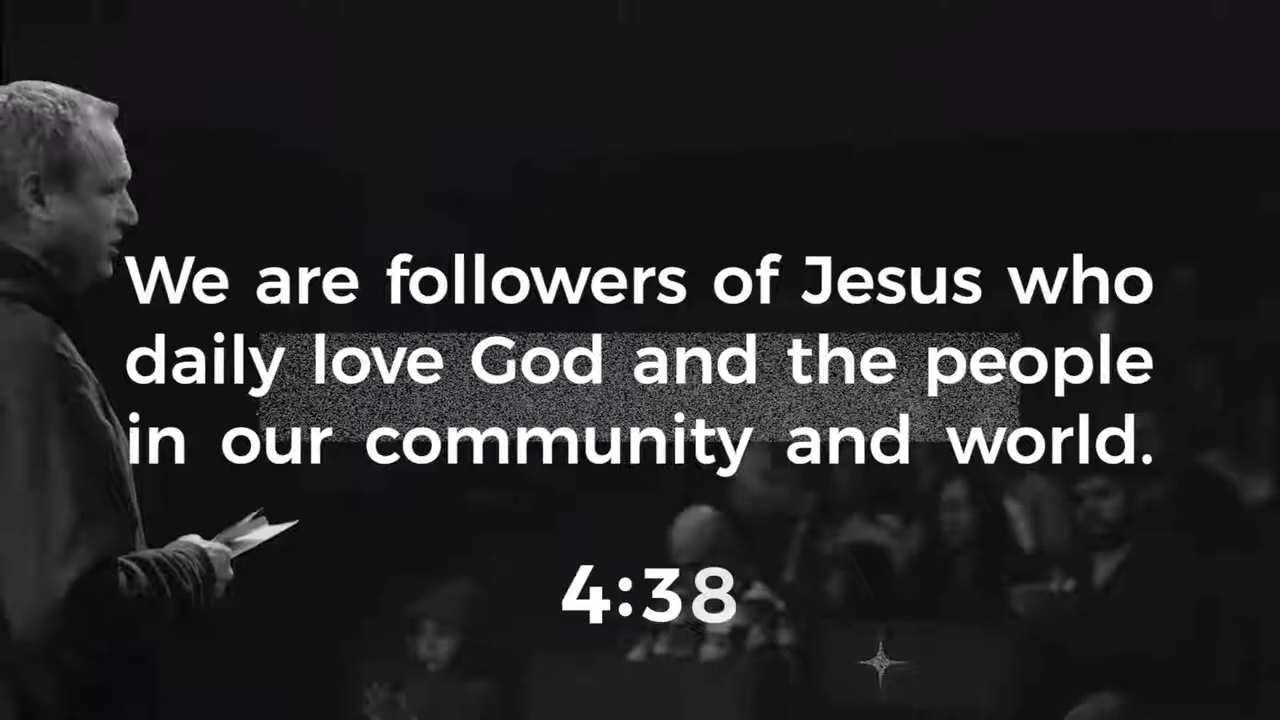 We are followers of Jesus who
daily love God and the people
in our community and world.
4:38